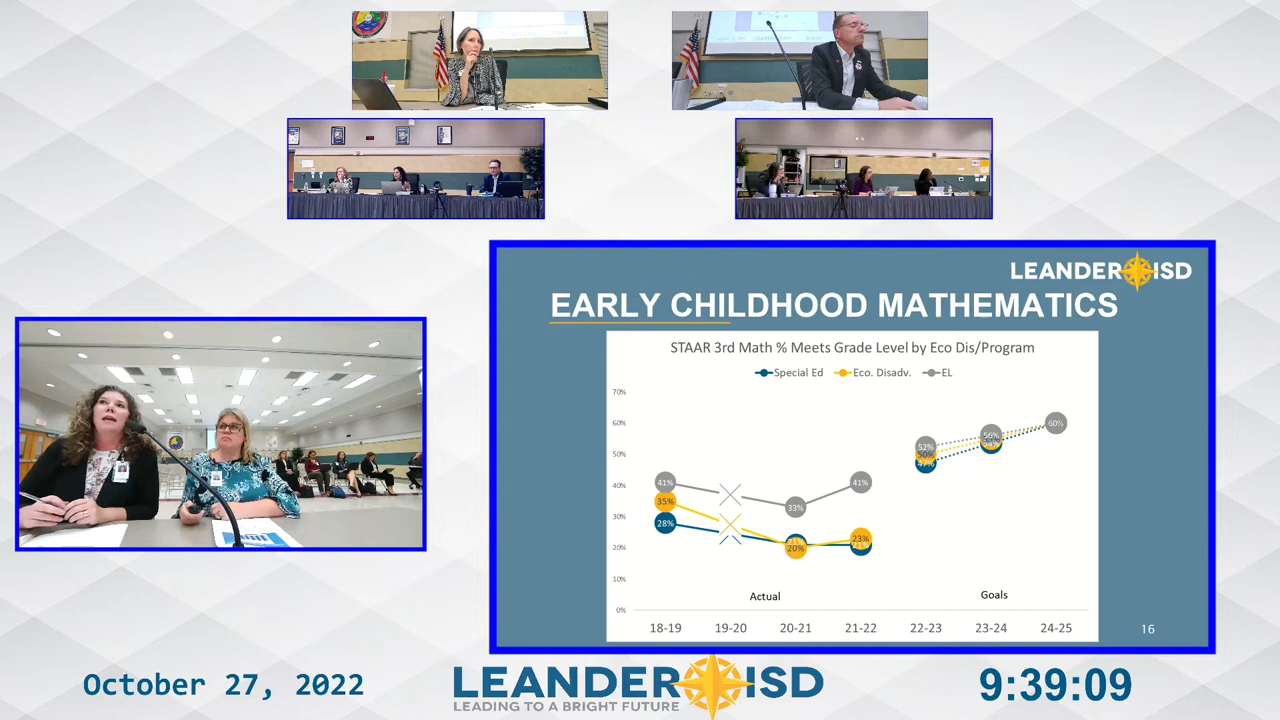 LEANDER ISD
EARLY CHILDHOOD MATHEMATICS
STAAR 3rd Math % Meets Grade Level by Eco Dis/Program
Special Ed Eco. Disadv. EL
70%
60%
50%
40%
30%
20%
10%
0%
41% 33% 41% 52% 56% 60%
35% 20% 23% 50%
28% 21% 47% 54%
Actual Goals
18-19 19-20 20-21 21-22 22-23 23-24 24-25
16
October 27, 2022
LEANDER ISD
LEADING TO A BRIGHT FUTURE
9:39:09